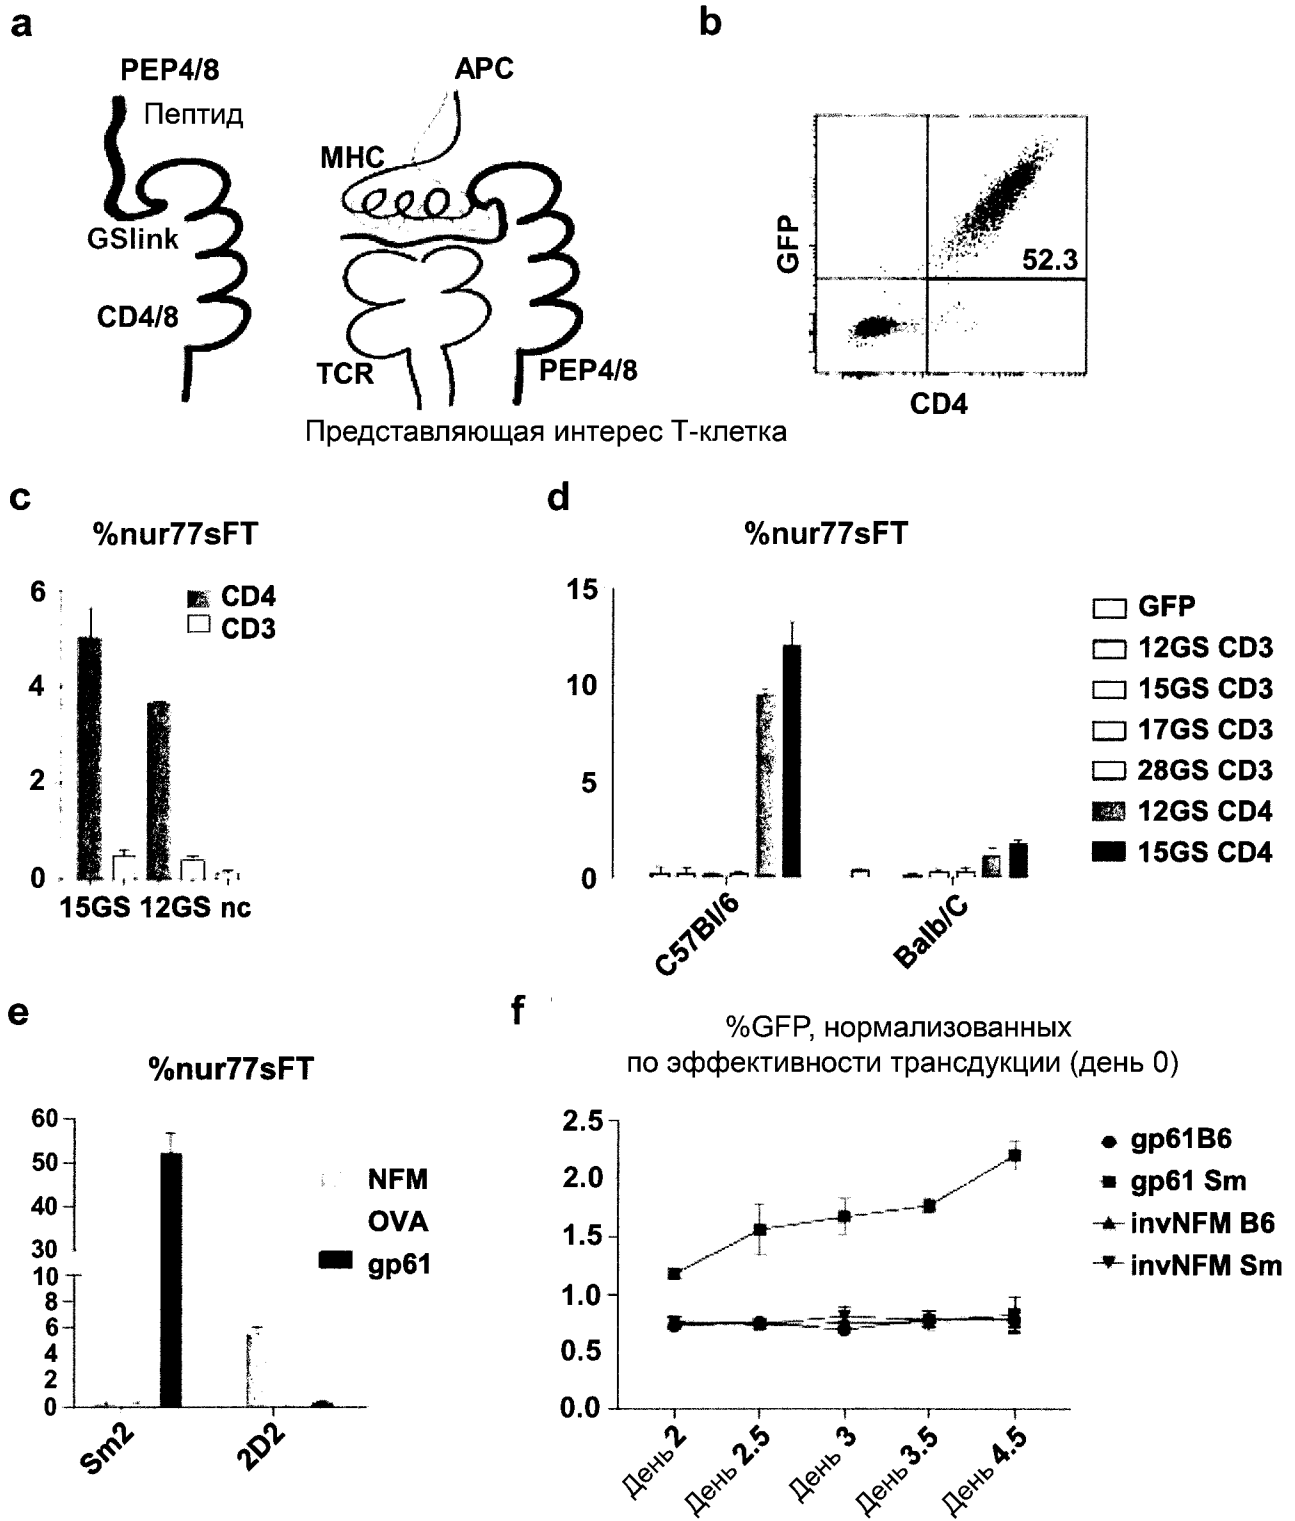 a
PEP4/8
Пептид
GSlink
CD4/8
APC
MHC
TCR
PEP4/8
Представляющая интерес Т-клетка
b
GFP
52.3
CD4
c
%nur77sFT
6
4
2
0
CD4
CD3
15GS 12GS nc
d
%nur77sFT
15
10
5
0
C57Bl/6
Balb/C
GFP
12GS CD3
15GS CD3
17GS CD3
28GS CD3
12GS CD4
15GS CD4
e
%nur77sFT
60
50
40
30
10
8
6
4
2
0
Sm2
2D2
NFM
OVA
gp61
f
%GFP, нормализованных
по эффективности трансдукции (день 0)
2.5
2.0
1.5
1.0
0.5
0.0
День 2
День 2.5
День 3
День 3.5
День 4.5
gp61B6
gp61 Sm
invNFM B6
invNFM Sm